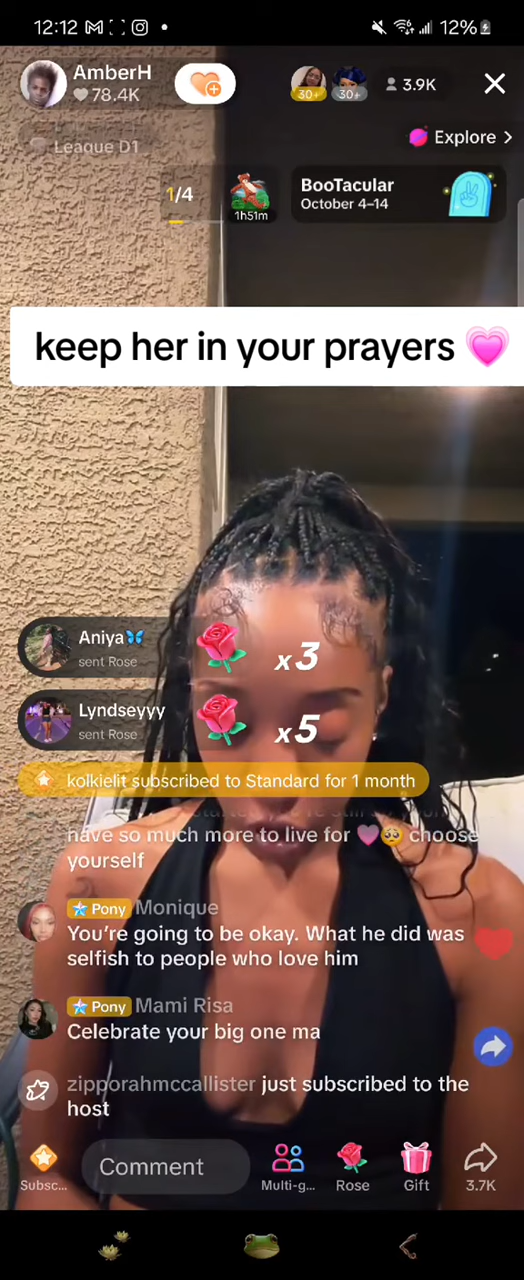 12:12
12%
AmberH
78.4K
30+
30+
3.9K
Explore >
League D1
1/4
1h51m
BooTacular
October 4–14
keep her in your prayers 💗
Aniya🦋
sent Rose
x3
Lyndseyyy
sent Rose
x5
kolkielit subscribed to Standard for 1 month
have so much more to live for 💗🥺 choose
yourself
Pony Monique
You’re going to be okay. What he did was
selfish to people who love him
Pony Mami Risa
Celebrate your big one ma
zipporahmccallister just subscribed to the
host
Subsc...
Comment
Multi-g...
Rose
Gift
3.7K